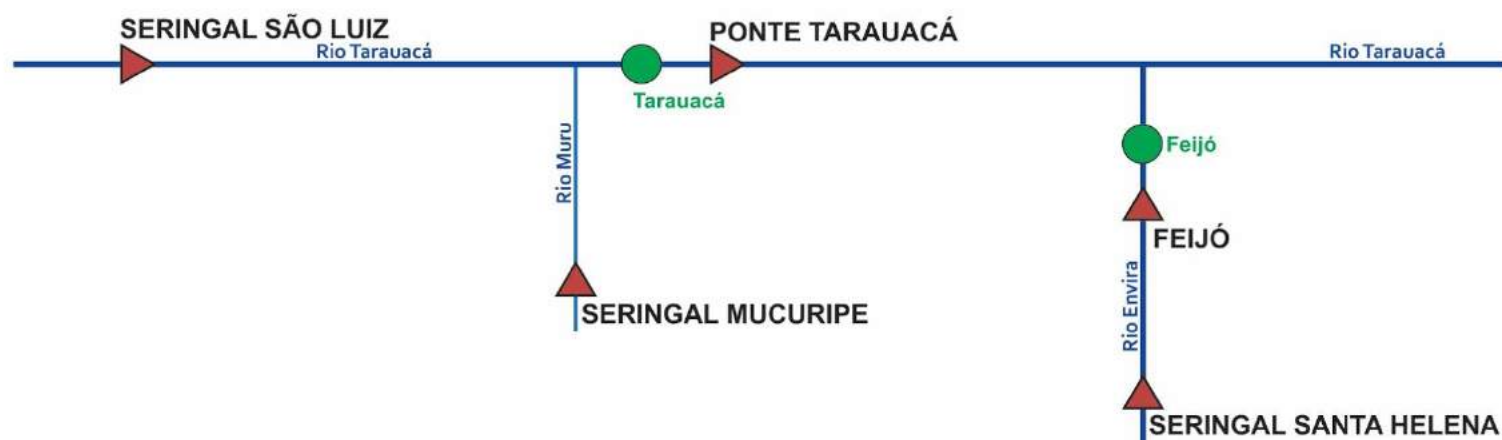 SERINGAL SÃO LUIZ
PONTE TARAUACÁ
Rio Tarauacá
Rio Tarauacá
Tarauacá
Rio Muru
Feijó
FEIJÓ
Rio Envira
SERINGAL MUCURIPE
SERINGAL SANTA HELENA